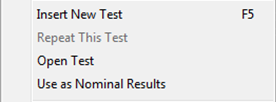 Insert New Test F5
Repeat This Test
Open Test
Use as Nominal Results